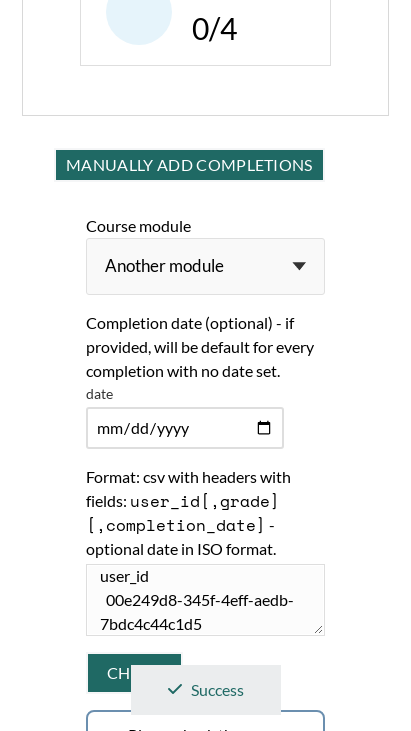 0/4
MANUALLY ADD COMPLETIONS
Course module
Another module
Completion date (optional) - if
provided, will be default for every
completion with no date set.
date
mm/dd/yyyy
Format: csv with headers with
fields: user_id[,grade]
[,completion_date] -
optional date in ISO format.
user_id
00e249d8-345f-4eff-aedb-
7bdc4c44c1d5
Success